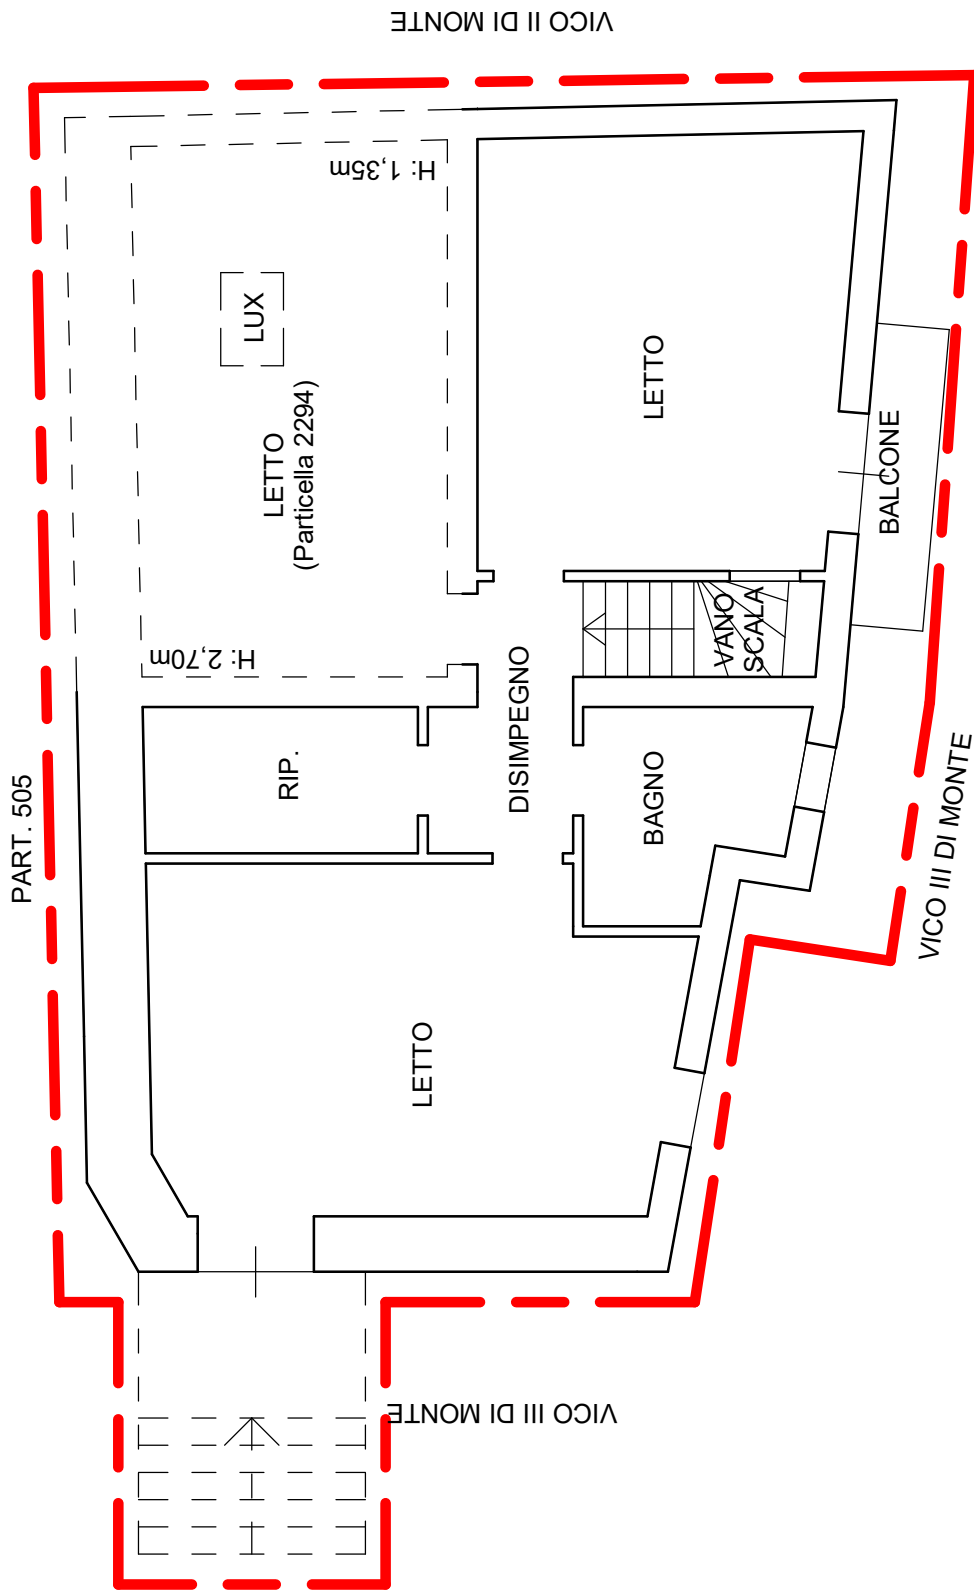 VICO II DI MONTE
PART. 505
H: 1,35m
LUX
LETTO
(Particella 2294)
H: 2,70m
LETTO
BALCONE
VANO
SCALA
DISIMPEGNO
RIP.
BAGNO
VICO III DI MONTE
LETTO
VICO III DI MONTE